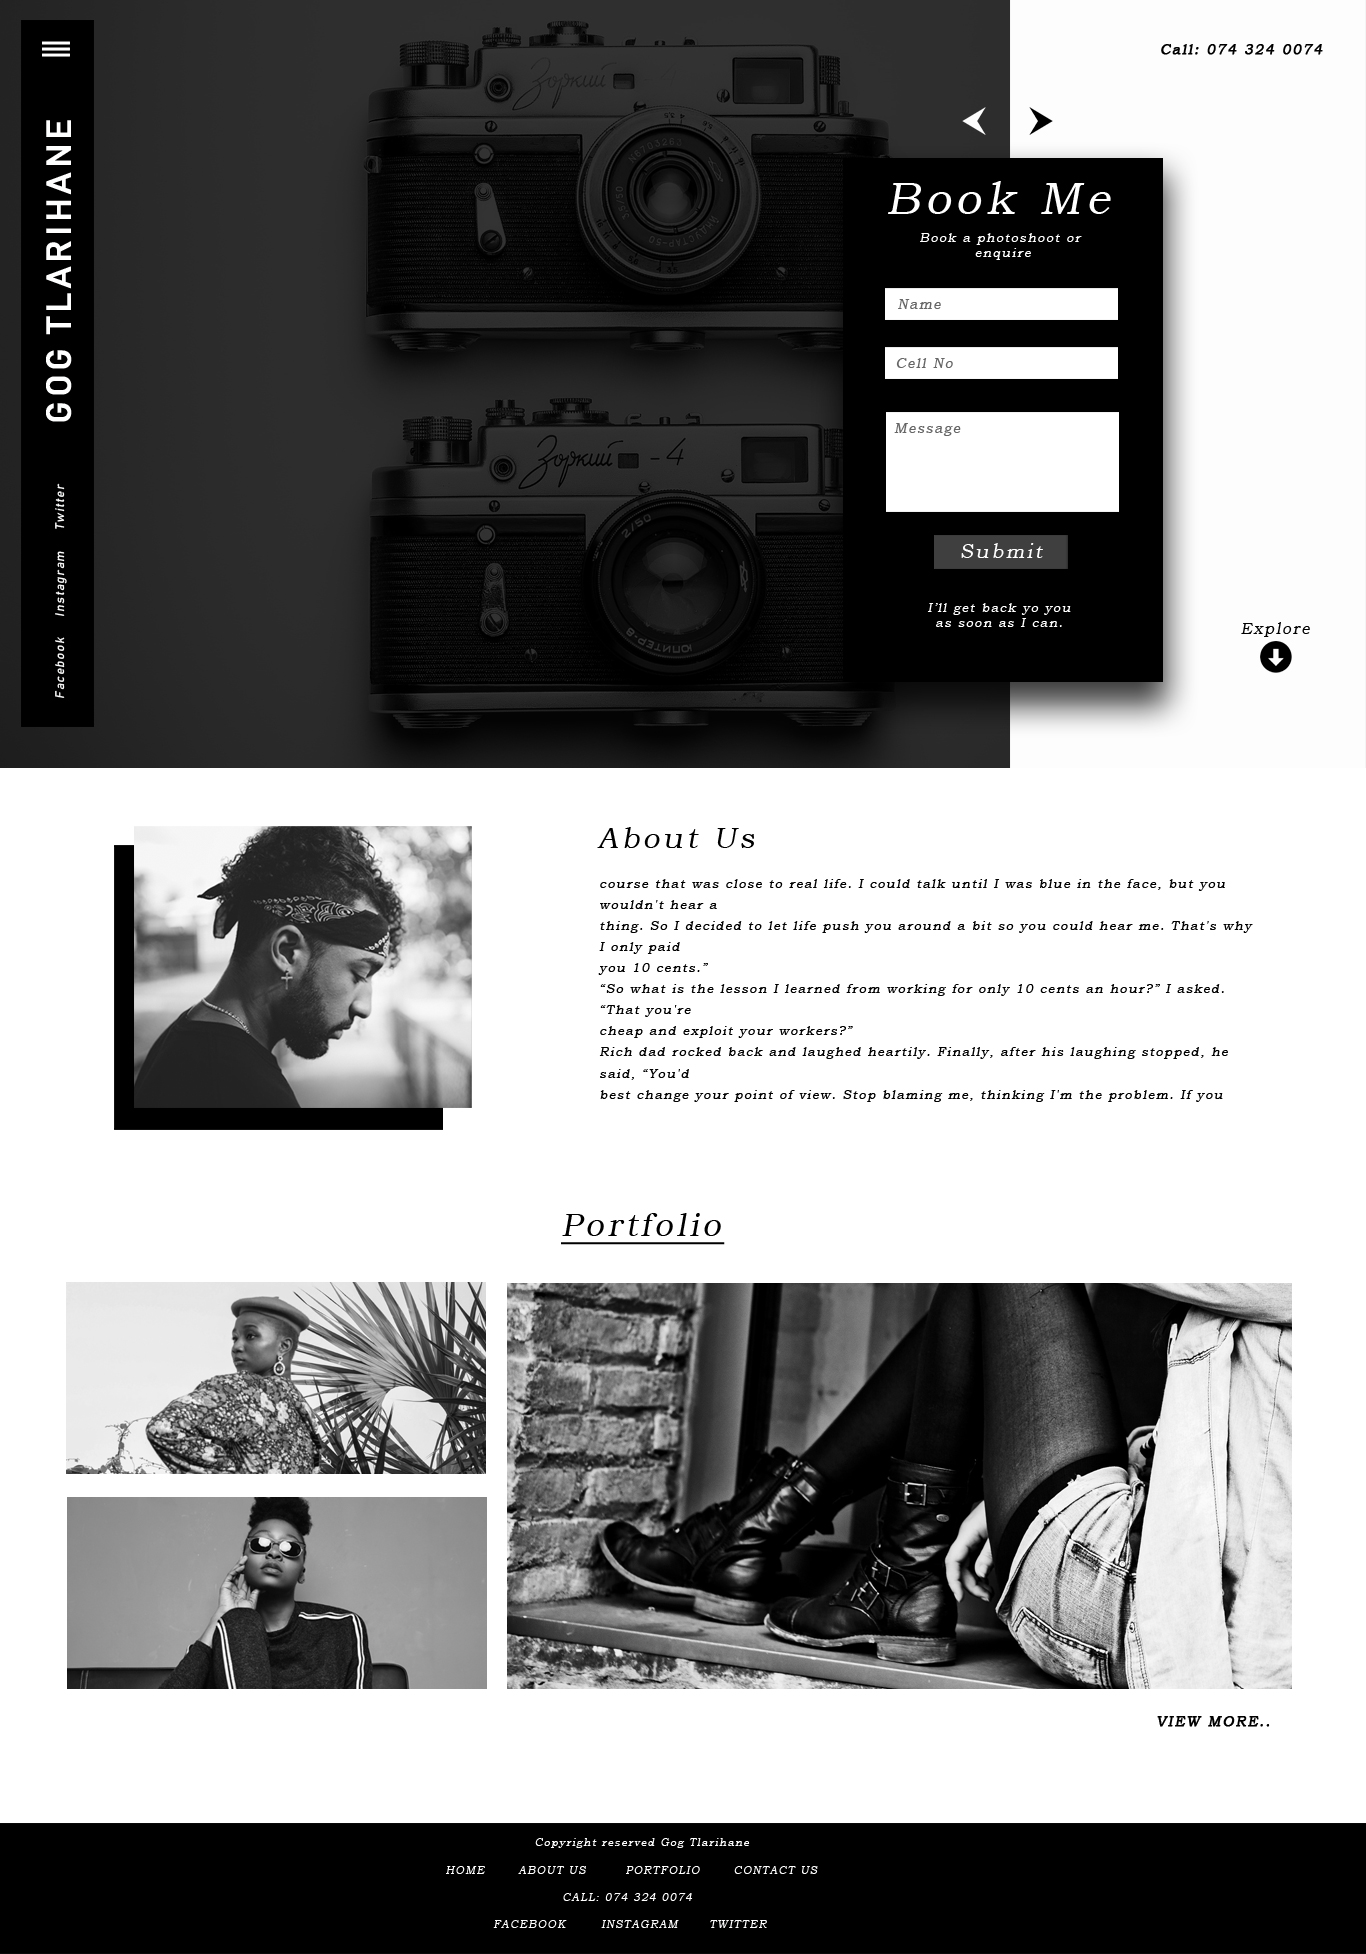 Call: 074 324 0074
GOG TLARIHANE
Twitter
Instagram
Facebook
Зоркий - 4
Зоркий - 4
2/50
ЮПИТЕР-8
Book Me
Book a photoshoot or
enquire
Name
Cell No
Message
Submit
I'll get back yo you
as soon as I can.
Explore
About Us
course that was close to real life. I could talk until I was blue in the face, but you
wouldn't hear a
thing. So I decided to let life push you around a bit so you could hear me. That's why
I only paid
you 10 cents.”
“So what is the lesson I learned from working for only 10 cents an hour?” I asked.
“That you're
cheap and exploit your workers?”
Rich dad rocked back and laughed heartily. Finally, after his laughing stopped, he
said, “You'd
best change your point of view. Stop blaming me, thinking I'm the problem. If you
Portfolio
VIEW MORE..
Copyright reserved Gog Tlarihane
HOME ABOUT US PORTFOLIO CONTACT US
CALL: 074 324 0074
FACEBOOK INSTAGRAM TWITTER